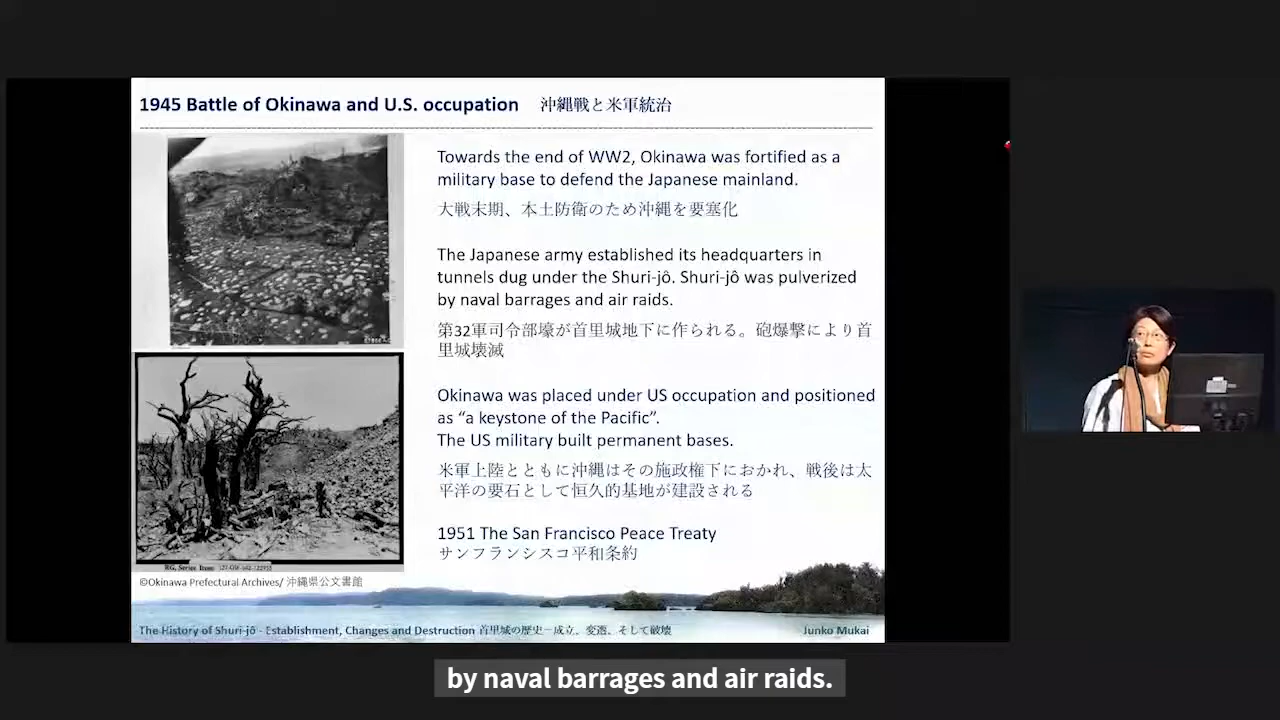 1945 Battle of Okinawa and U.S. occupation 沖縄戦と米軍統治
Towards the end of WW2, Okinawa was fortified as a
military base to defend the Japanese mainland.
大戦末期、本土防衛のため沖縄を要塞化
The Japanese army established its headquarters in
tunnels dug under the Shuri-jô. Shuri-jô was pulverized
by naval barrages and air raids.
第32軍司令部壕が首里城地下に作られる。砲爆撃により首
里城壊滅
Okinawa was placed under US occupation and positioned
as “a keystone of the Pacific”.
The US military built permanent bases.
米軍上陸とともに沖縄はその施政権下におかれ、戦後は太
平洋の要石として恒久的基地が建設される
1951 The San Francisco Peace Treaty
サンフランシスコ平和条約
©Okinawa Prefectural Archives/ 沖縄県公文書館
The History of Shuri-jō - Establishment, Changes and Destruction 首里城の歴史－成立、変遷、そして破壊
Junko Mukai
by naval barrages and air raids.